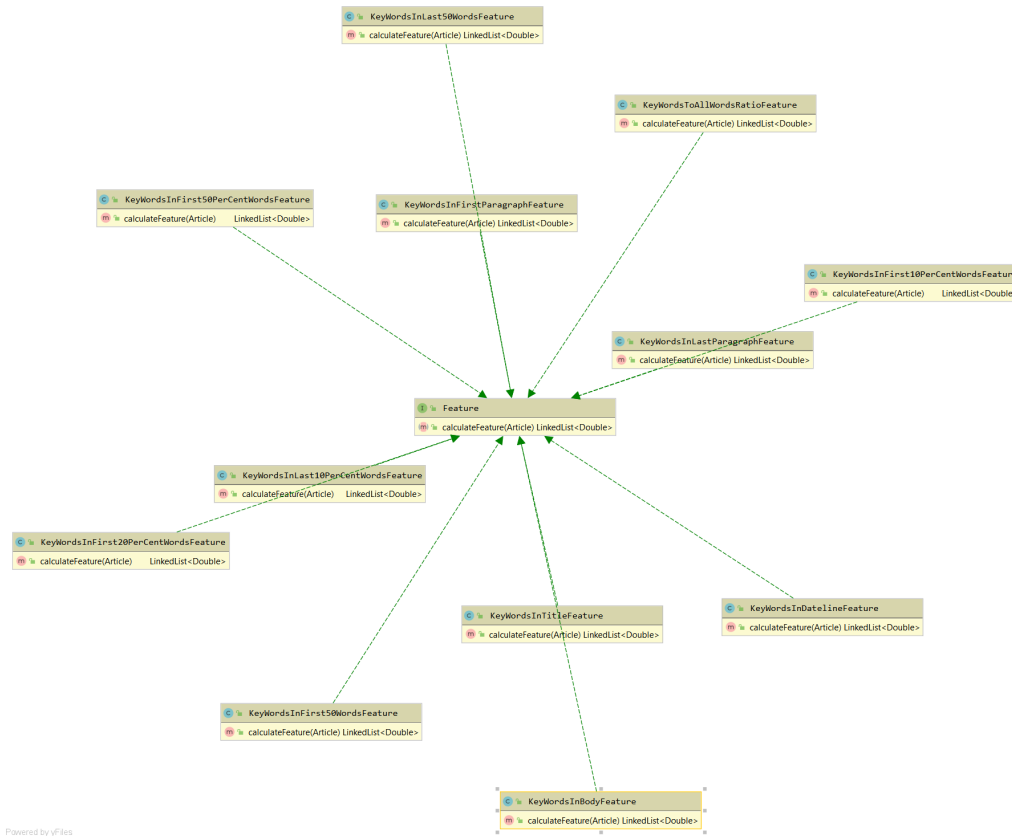 KeyWordsInLast50WordsFeature
calculateFeature(Article) LinkedList<Double>
KeyWordsToAllWordsRatioFeature
calculateFeature(Article) LinkedList<Double>
KeyWordsInFirst50PerCentWordsFeature
calculateFeature(Article) LinkedList<Double>
KeyWordsInFirstParagraphFeature
calculateFeature(Article) LinkedList<Double>
KeyWordsInFirst10PerCentWordsFeatur
calculateFeature(Article) LinkedList<Double
KeyWordsInLastParagraphFeature
calculateFeature(Article) LinkedList<Double>
Feature
calculateFeature(Article) LinkedList<Double>
KeyWordsInLast10PerCentWordsFeature
calculateFeature(Article) LinkedList<Double>
KeyWordsInFirst20PerCentWordsFeature
calculateFeature(Article) LinkedList<Double>
KeyWordsInTitleFeature
calculateFeature(Article) LinkedList<Double>
KeyWordsInDatelineFeature
calculateFeature(Article) LinkedList<Double>
KeyWordsInFirst50WordsFeature
calculateFeature(Article) LinkedList<Double>
KeyWordsInBodyFeature
calculateFeature(Article) LinkedList<Double>
Powered by yFiles